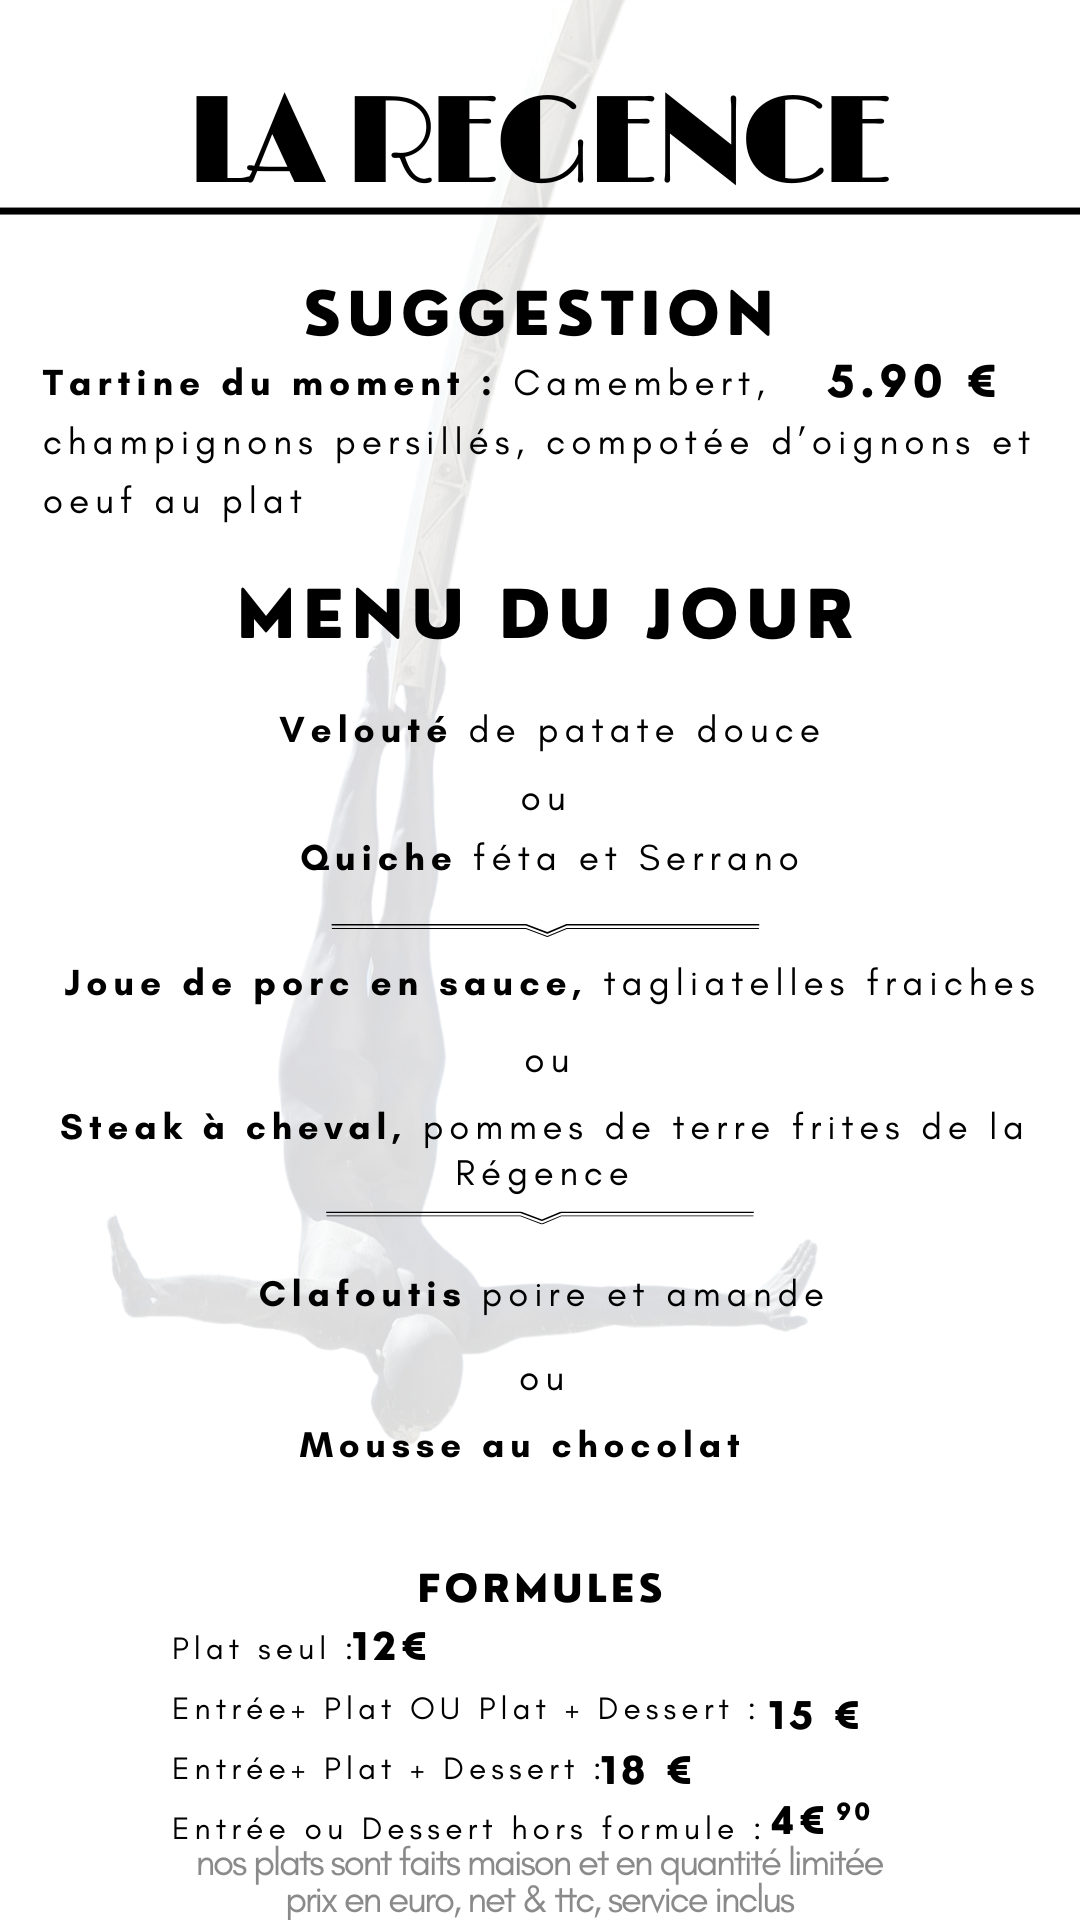 LA REGENCE
SUGGESTION
Tartine du moment : Camembert, 5.90 €
champignons persillés, compotée d’oignons et
oeuf au plat
MENU DU JOUR
Velouté de patate douce
ou
Quiche féta et Serrano
Joue de porc en sauce, tagliatelles fraiches
ou
Steak à cheval, pommes de terre frites de la
Régence
Clafoutis poire et amande
ou
Mousse au chocolat
FORMULES
Plat seul :12€
Entrée+ Plat OU Plat + Dessert : 15 €
Entrée+ Plat + Dessert :18 €
Entrée ou Dessert hors formule : 4€ 90
nos plats sont faits maison et en quantité limitée
prix en euro, net & ttc, service inclus